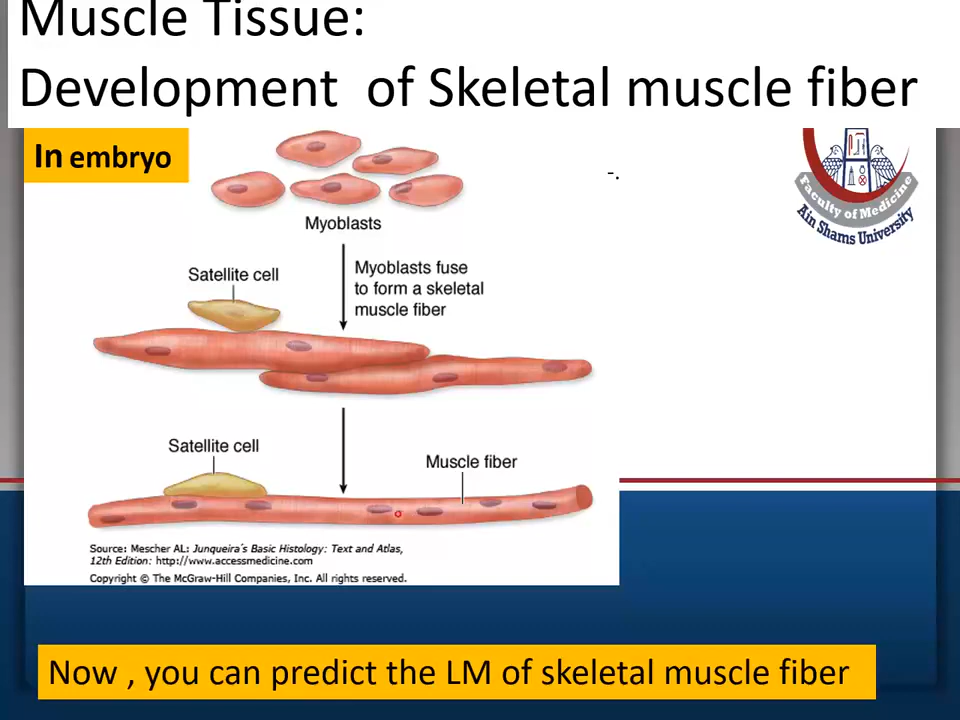 Muscle Tissue:
Development of Skeletal muscle fiber
In embryo
-.
Faculty of Medicine
Ain Shams University
Myoblasts
Satellite cell
Myoblasts fuse
to form a skeletal
muscle fiber
Satellite cell
Muscle fiber
Source: Mescher AL: Junqueira's Basic Histology: Text and Atlas,
12th Edition: http://www.accessmedicine.com
Copyright © The McGraw-Hill Companies, Inc. All rights reserved.
Now , you can predict the LM of skeletal muscle fiber